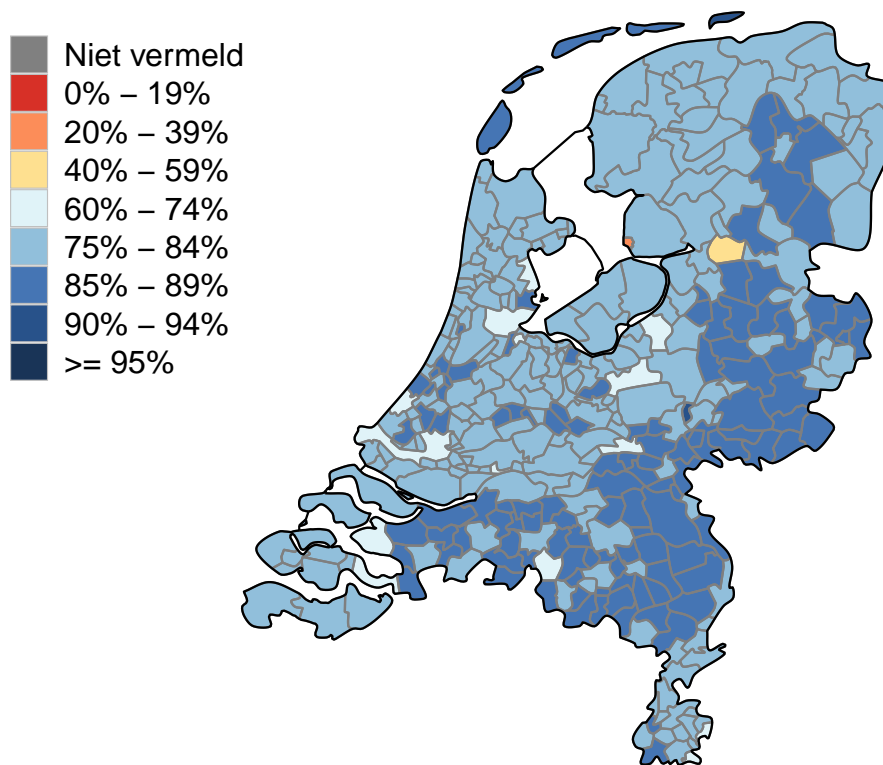 Niet vermeld
0% – 19%
20% – 39%
40% – 59%
60% – 74%
75% – 84%
85% – 89%
90% – 94%
>= 95%